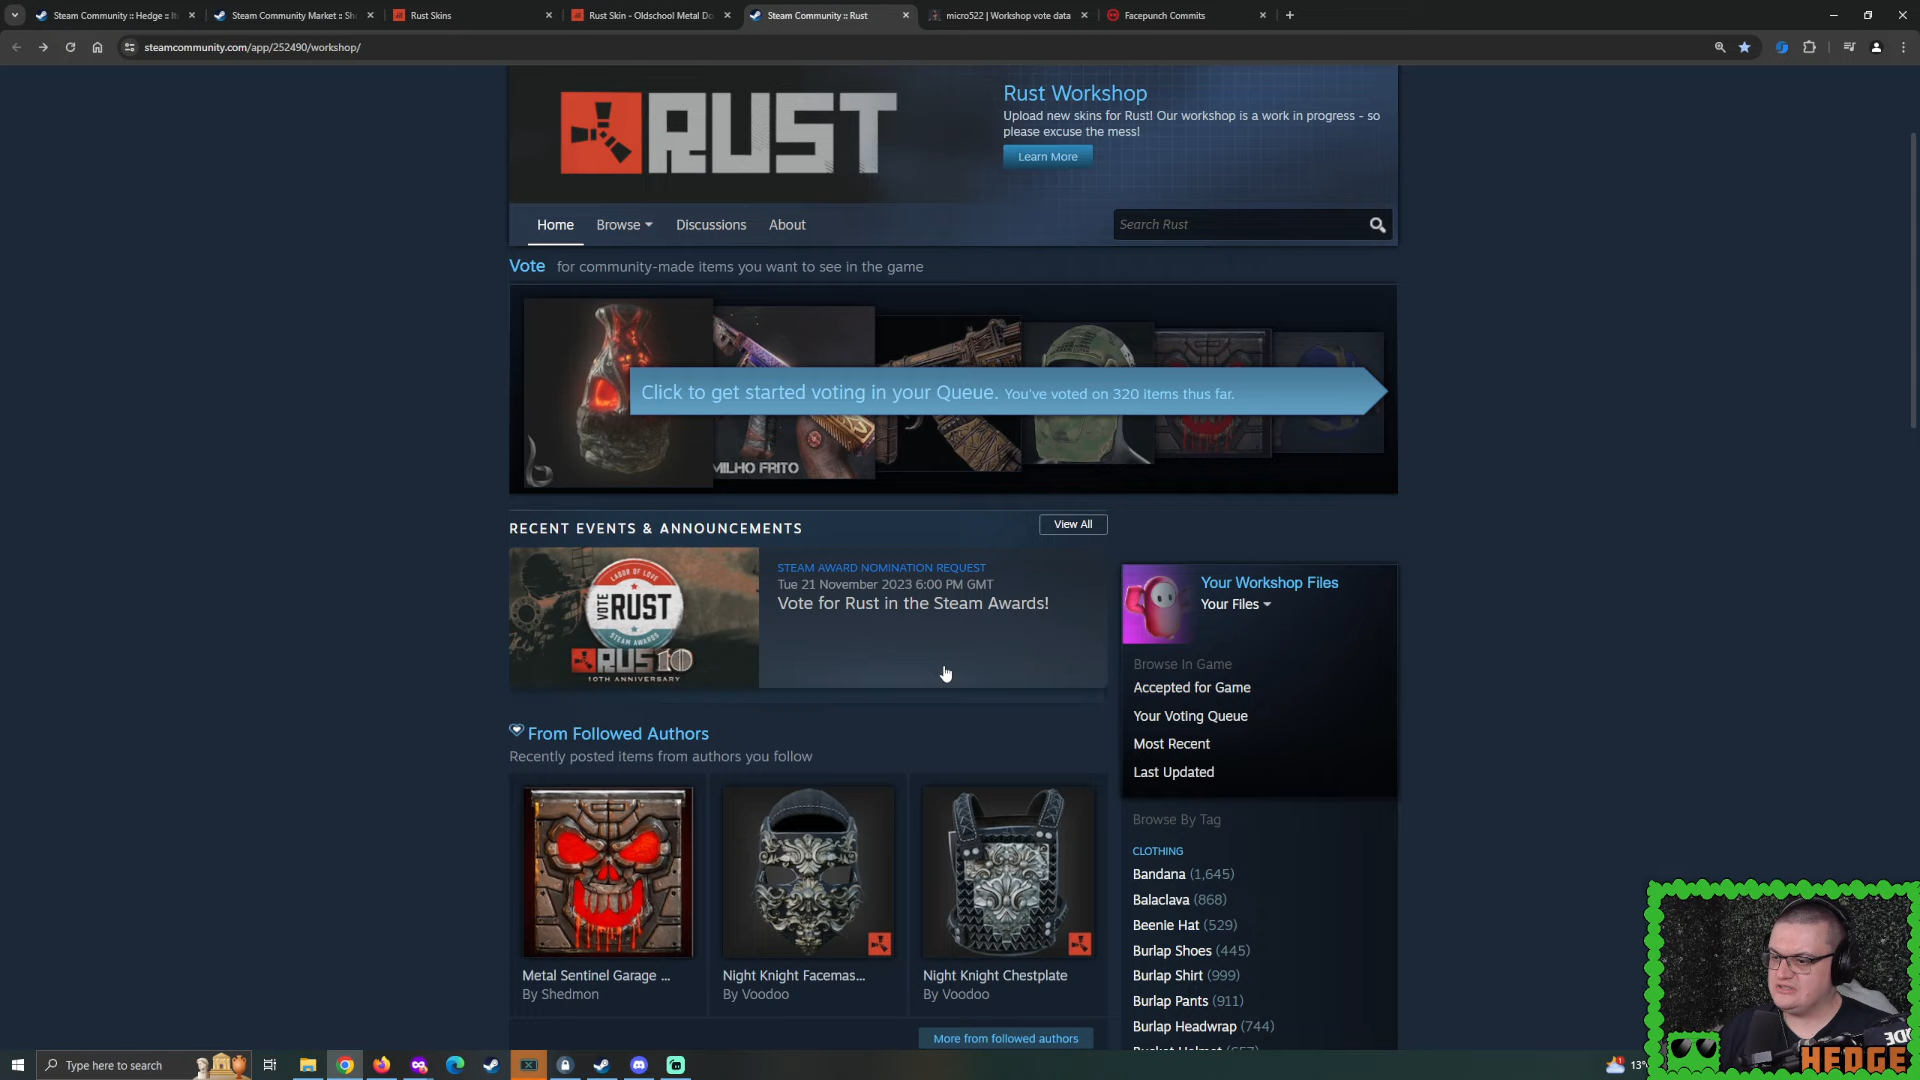 Steam Community :: Hedge :: It
Steam Community Market :: Sh
Rust Skins
Rust Skin - Oldschool Metal Do
Steam Community :: Rust
micro522 | Workshop vote data
Facepunch Commits
steamcommunity.com/app/252490/workshop/
RUST
Rust Workshop
Upload new skins for Rust! Our workshop is a work in progress - so
please excuse the mess!
Learn More
Home
Browse
Discussions
About
Search Rust
Vote for community-made items you want to see in the game
Click to get started voting in your Queue. You've voted on 320 items thus far.
MILHO FRITO
RECENT EVENTS & ANNOUNCEMENTS
View All
LABOR OF LOVE
VOTE
RUST
STEAM AWARDS
RUS10
10TH ANNIVERSARY
STEAM AWARD NOMINATION REQUEST
Tue 21 November 2023 6:00 PM GMT
Vote for Rust in the Steam Awards!
Your Workshop Files
Your Files
Browse In Game
Accepted for Game
Your Voting Queue
Most Recent
Last Updated
From Followed Authors
Recently posted items from authors you follow
Metal Sentinel Garage ...
By Shedmon
Night Knight Facemas...
By Voodoo
Night Knight Chestplate
By Voodoo
More from followed authors
Browse By Tag
CLOTHING
Bandana (1,645)
Balaclava (868)
Beenie Hat (529)
Burlap Shoes (445)
Burlap Shirt (999)
Burlap Pants (911)
Burlap Headwrap (744)
Type here to search
13°
HEDGE